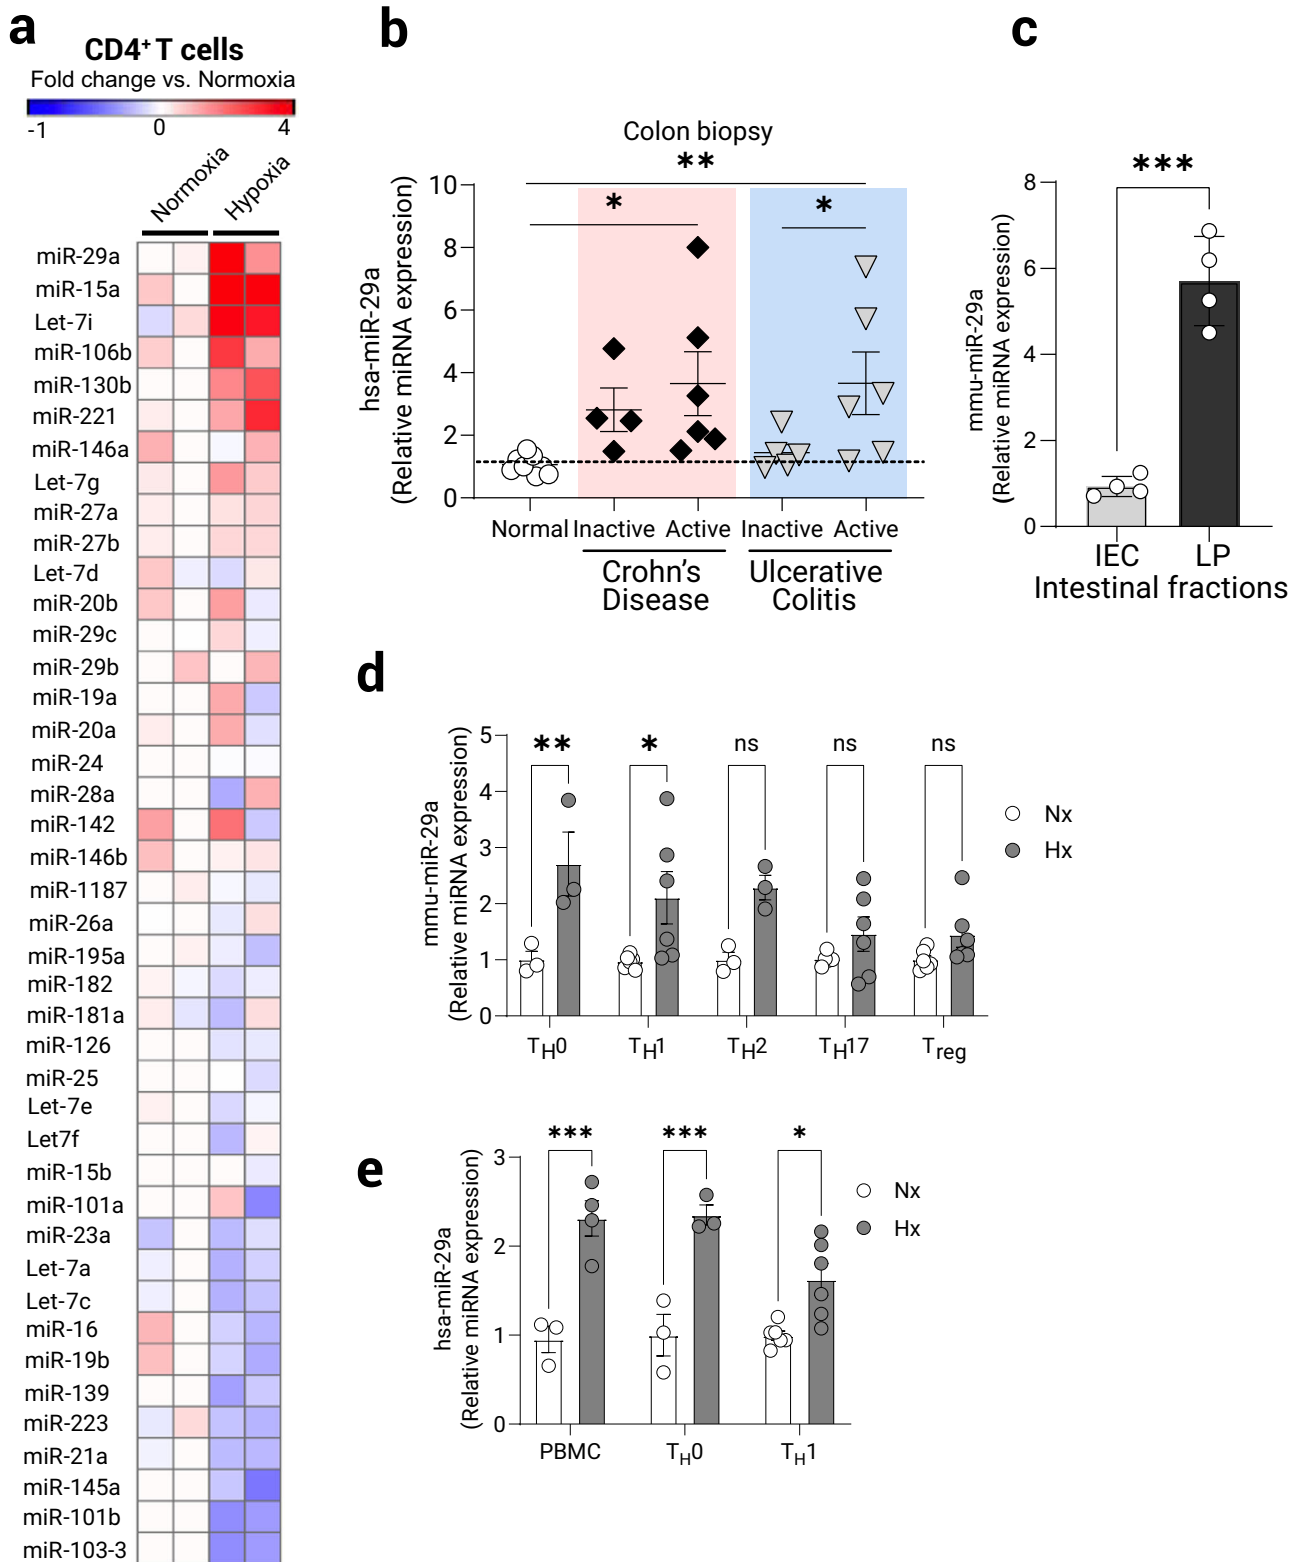 a
CD4⁺ T cells
Fold change vs. Normoxia
-1 0 4
Normoxia
Hypoxia
miR-29a
miR-15a
Let-7i
miR-106b
miR-130b
miR-221
miR-146a
Let-7g
miR-27a
miR-27b
Let-7d
miR-20b
miR-29c
miR-29b
miR-19a
miR-20a
miR-24
miR-28a
miR-142
miR-146b
miR-1187
miR-26a
miR-195a
miR-182
miR-181a
miR-126
miR-25
Let-7e
Let7f
miR-15b
miR-101a
miR-23a
Let-7a
Let-7c
miR-16
miR-19b
miR-139
miR-223
miR-21a
miR-145a
miR-101b
miR-103-3
b
Colon biopsy
**
*
*
hsa-miR-29a
(Relative miRNA expression)
10
8
6
4
2
0
Normal Inactive Active Inactive Active
Crohn's
Disease
Ulcerative
Colitis
c
***
mmu-miR-29a
(Relative miRNA expression)
8
6
4
2
0
IEC LP
Intestinal fractions
d
** * ns ns ns
mmu-miR-29a
(Relative miRNA expression)
5
4
3
2
1
0
TH0 TH1 TH2 TH17 Treg
Nx
Hx
e
*** *** *
hsa-miR-29a
(Relative miRNA expression)
3
2
1
0
PBMC TH0 TH1
Nx
Hx